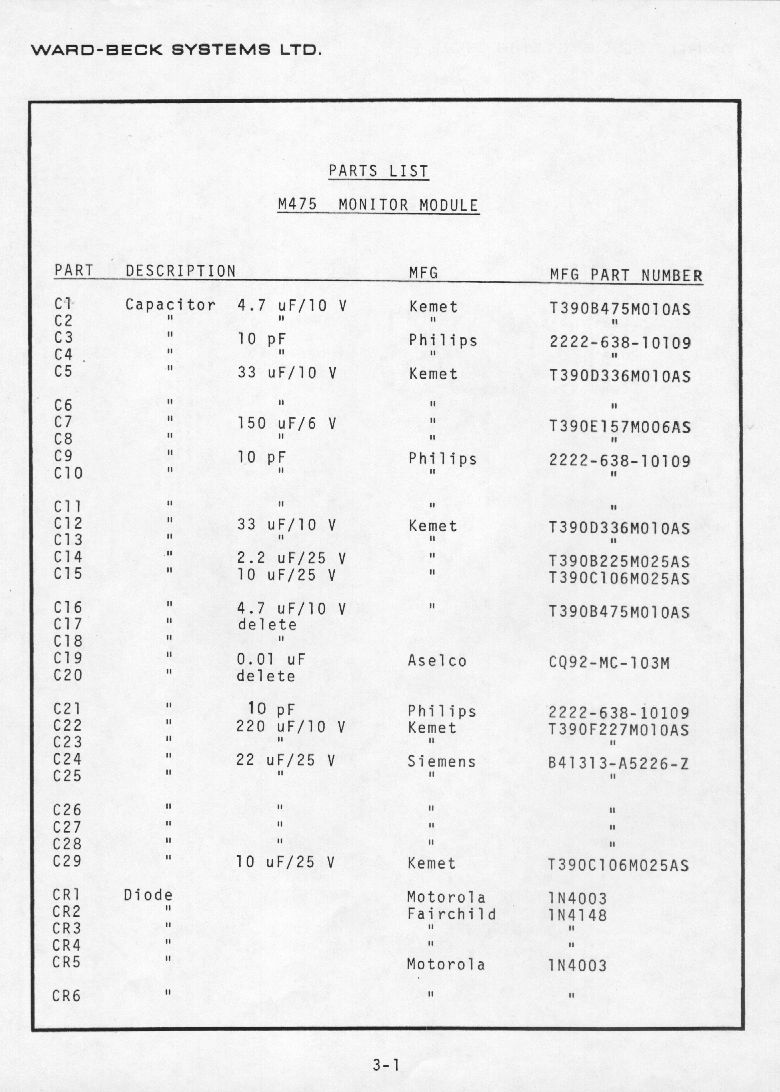 WARD-BECK SYSTEMS LTD.
PARTS LIST
M475 MONITOR MODULE
PART DESCRIPTION MFG MFG PART NUMBER
C1 Capacitor 4.7 uF/10 V Kemet T390B475M010AS
C2 " " " "
C3 " 10 pF Philips 2222-638-10109
C4 " " " "
C5 " 33 uF/10 V Kemet T390D336M010AS
C6 " " " "
C7 " 150 uF/6 V " T390E157M006AS
C8 " " " "
C9 " 10 pF Philips 2222-638-10109
C10 " " " "
C11 " " " "
C12 " 33 uF/10 V Kemet T390D336M010AS
C13 " " " "
C14 " 2.2 uF/25 V " T390B225M025AS
C15 " 10 uF/25 V " T390C106M025AS
C16 " 4.7 uF/10 V " T390B475M010AS
C17 " delete
C18 " "
C19 " 0.01 uF Aselco CQ92-MC-103M
C20 " delete
C21 " 10 pF Philips 2222-638-10109
C22 " 220 uF/10 V Kemet T390F227M010AS
C23 " " " "
C24 " 22 uF/25 V Siemens B41313-A5226-Z
C25 " " " "
C26 " " " "
C27 " " " "
C28 " " " "
C29 " 10 uF/25 V Kemet T390C106M025AS
CR1 Diode Motorola 1N4003
CR2 " Fairchild 1N4148
CR3 " " "
CR4 " " "
CR5 " Motorola 1N4003
CR6 " " "
3-1